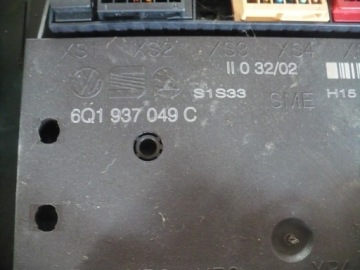 XS1 XS2 XS3 XS4
II 0 32/02
S1S33 SME H15
6Q1 937 049 C